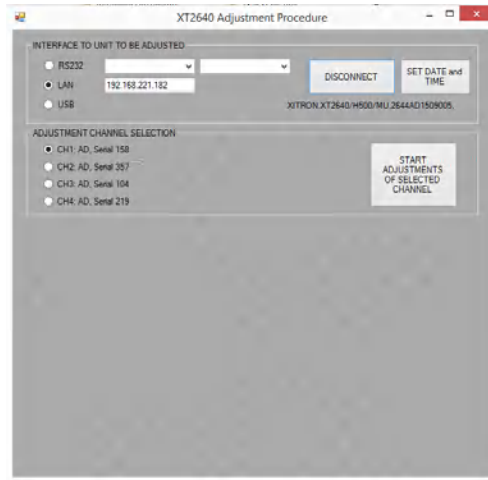 XT2640 Adjustment Procedure
INTERFACE TO UNIT TO BE ADJUSTED
RS232
LAN
192.168.221.182
USB
DISCONNECT
SET DATE and
TIME
XITRON,XT2640/H500/MU,2644AD1509005,
ADJUSTMENT CHANNEL SELECTION
CH1: AD, Serial 158
CH2: AD, Serial 357
CH3: AD, Serial 104
CH4: AD, Serial 219
START
ADJUSTMENTS
OF SELECTED
CHANNEL